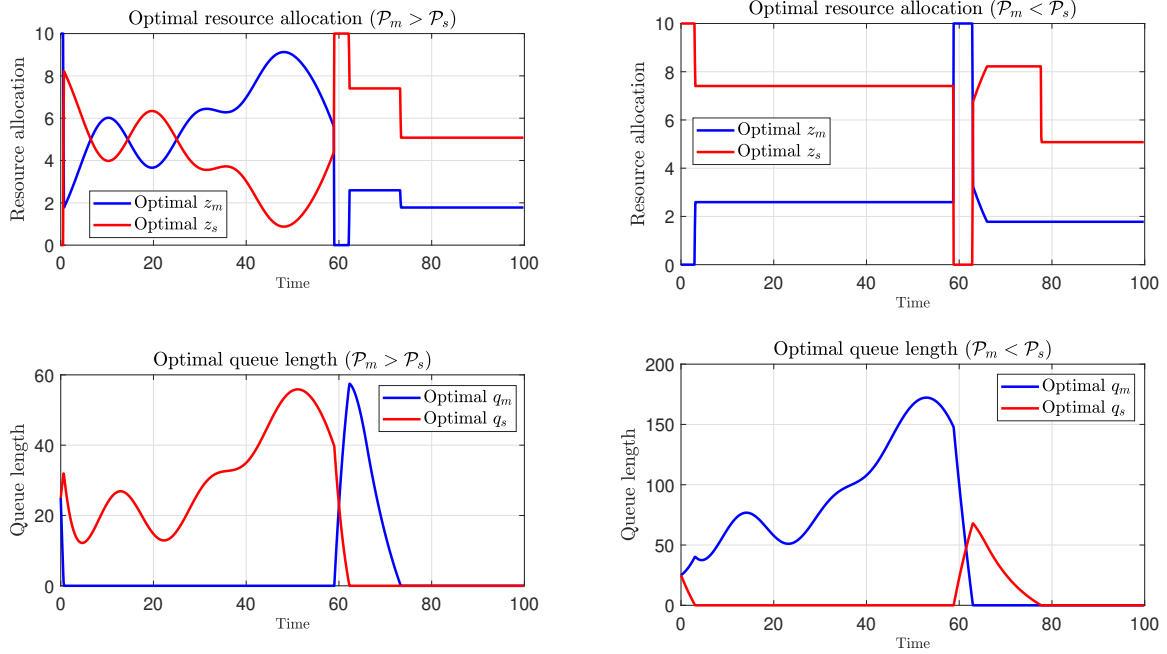 Optimal resource allocation (𝒫m > 𝒫s)
Resource allocation
10
8
6
4
2
0
Optimal zm
Optimal zs
0 20 40 60 80 100
Time
Optimal resource allocation (𝒫m < 𝒫s)
Resource allocation
10
8
6
4
2
0
Optimal zm
Optimal zs
0 20 40 60 80 100
Time
Optimal queue length (𝒫m > 𝒫s)
Queue length
60
40
20
0
Optimal qm
Optimal qs
0 20 40 60 80 100
Time
Optimal queue length (𝒫m < 𝒫s)
Queue length
200
150
100
50
0
Optimal qm
Optimal qs
0 20 40 60 80 100
Time